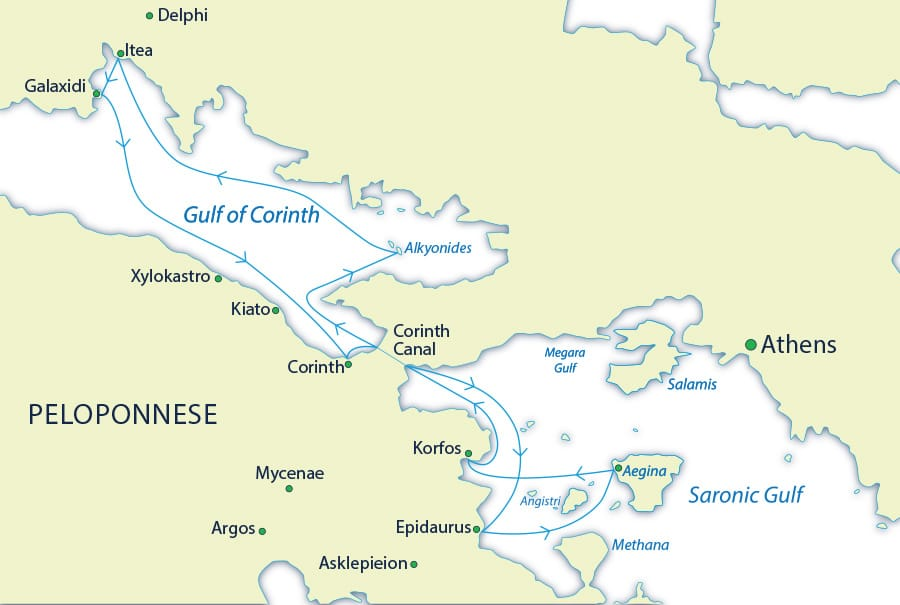 Delphi
Itea
Galaxidi
Gulf of Corinth
Alkyonides
Xylokastro
Kiato
Corinth
Canal
Corinth
Megara
Gulf
Athens
Salamis
PELOPONNESE
Korfos
Aegina
Mycenae
Saronic Gulf
Angistri
Argos
Epidaurus
Methana
Asklepieion